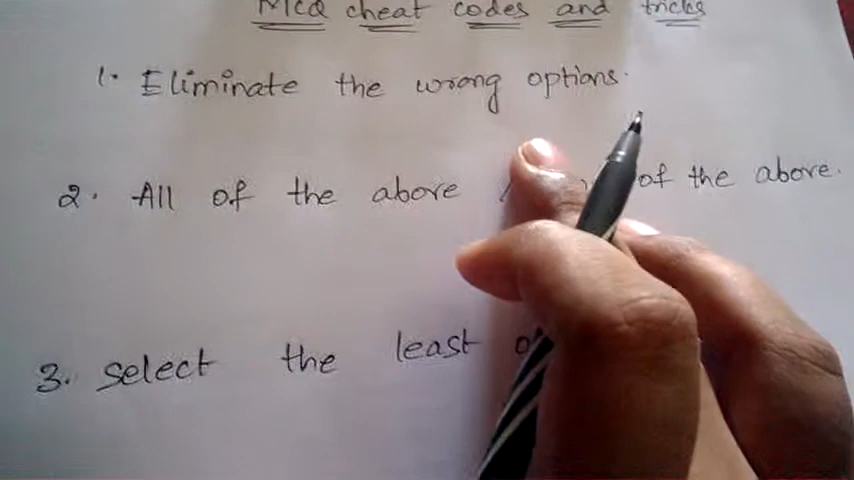 MCQ cheat codes and tricks
1. Eliminate the wrong options.
2. All of the above / of the above.
3. Select the least